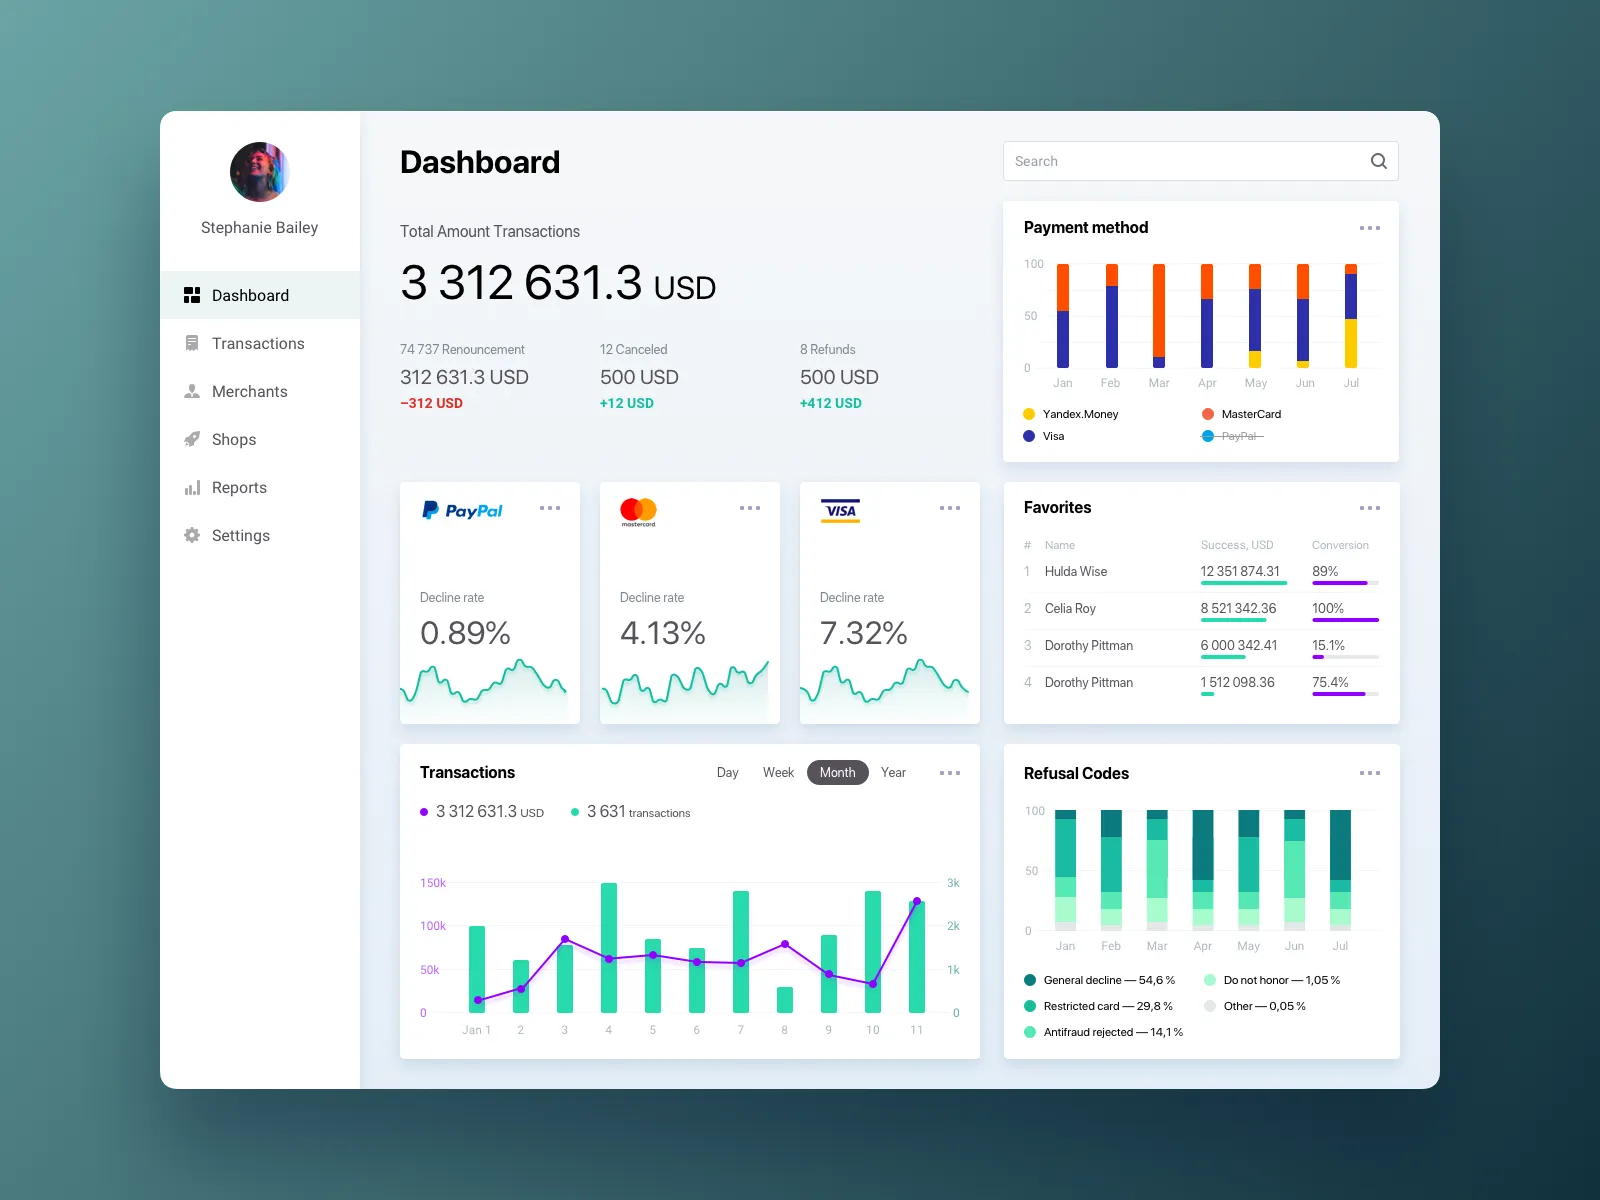 Stephanie Bailey
Dashboard
Transactions
Merchants
Shops
Reports
Settings
Dashboard
Search
Total Amount Transactions
3 312 631.3 USD
74 737 Renouncement
312 631.3 USD
−312 USD
12 Canceled
500 USD
+12 USD
8 Refunds
500 USD
+412 USD
Payment method
100
50
0
Jan Feb Mar Apr May Jun Jul
Yandex.Money
MasterCard
Visa
PayPal
PayPal
Decline rate
0.89%
mastercard.
Decline rate
4.13%
VISA
Decline rate
7.32%
Favorites
# Name Success, USD Conversion
1 Hulda Wise 12 351 874.31 89%
2 Celia Roy 8 521 342.36 100%
3 Dorothy Pittman 6 000 342.41 15.1%
4 Dorothy Pittman 1 512 098.36 75.4%
Transactions
Day Week Month Year
3 312 631.3 USD
3 631 transactions
150k 3k
100k 2k
50k 1k
0 0
Jan 1 2 3 4 5 6 7 8 9 10 11
Refusal Codes
100
50
0
Jan Feb Mar Apr May Jun Jul
General decline — 54,6 %
Do not honor — 1,05 %
Restricted card — 29,8 %
Other — 0,05 %
Antifraud rejected — 14,1 %